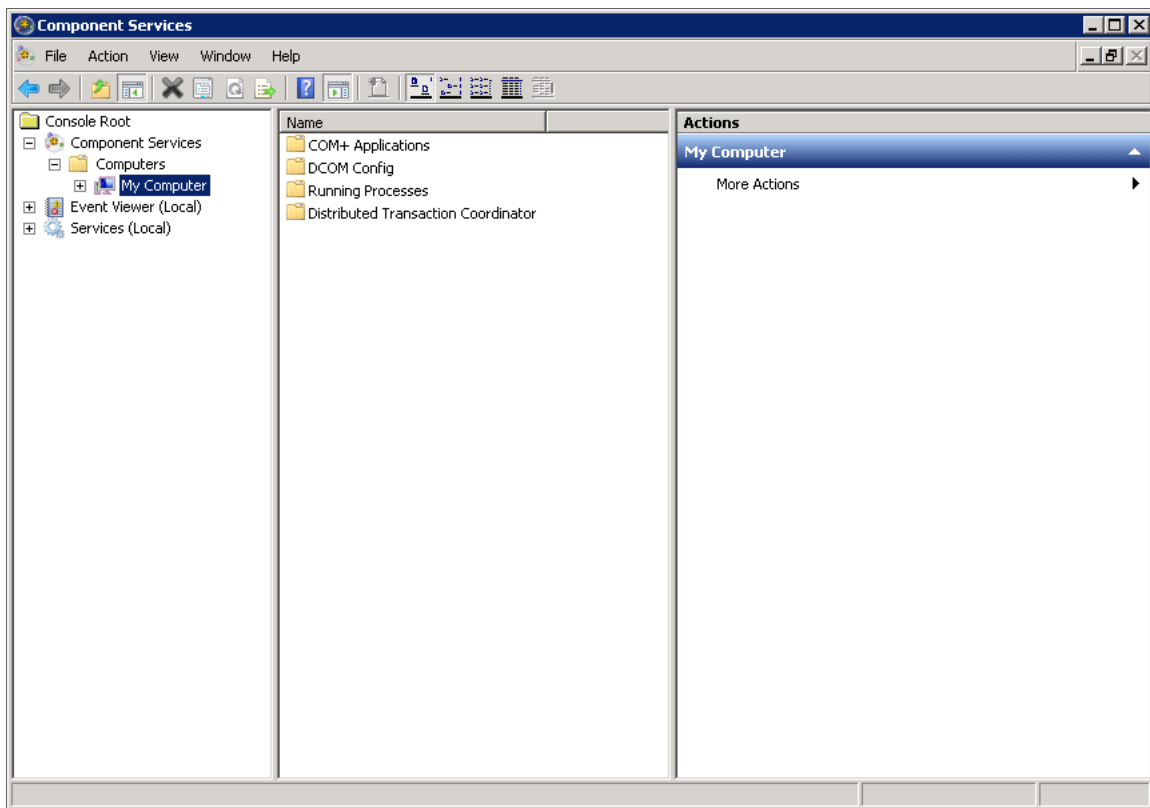 Component Services
File Action View Window Help
Console Root
Component Services
Computers
My Computer
Event Viewer (Local)
Services (Local)
Name
COM+ Applications
DCOM Config
Running Processes
Distributed Transaction Coordinator
Actions
My Computer
More Actions